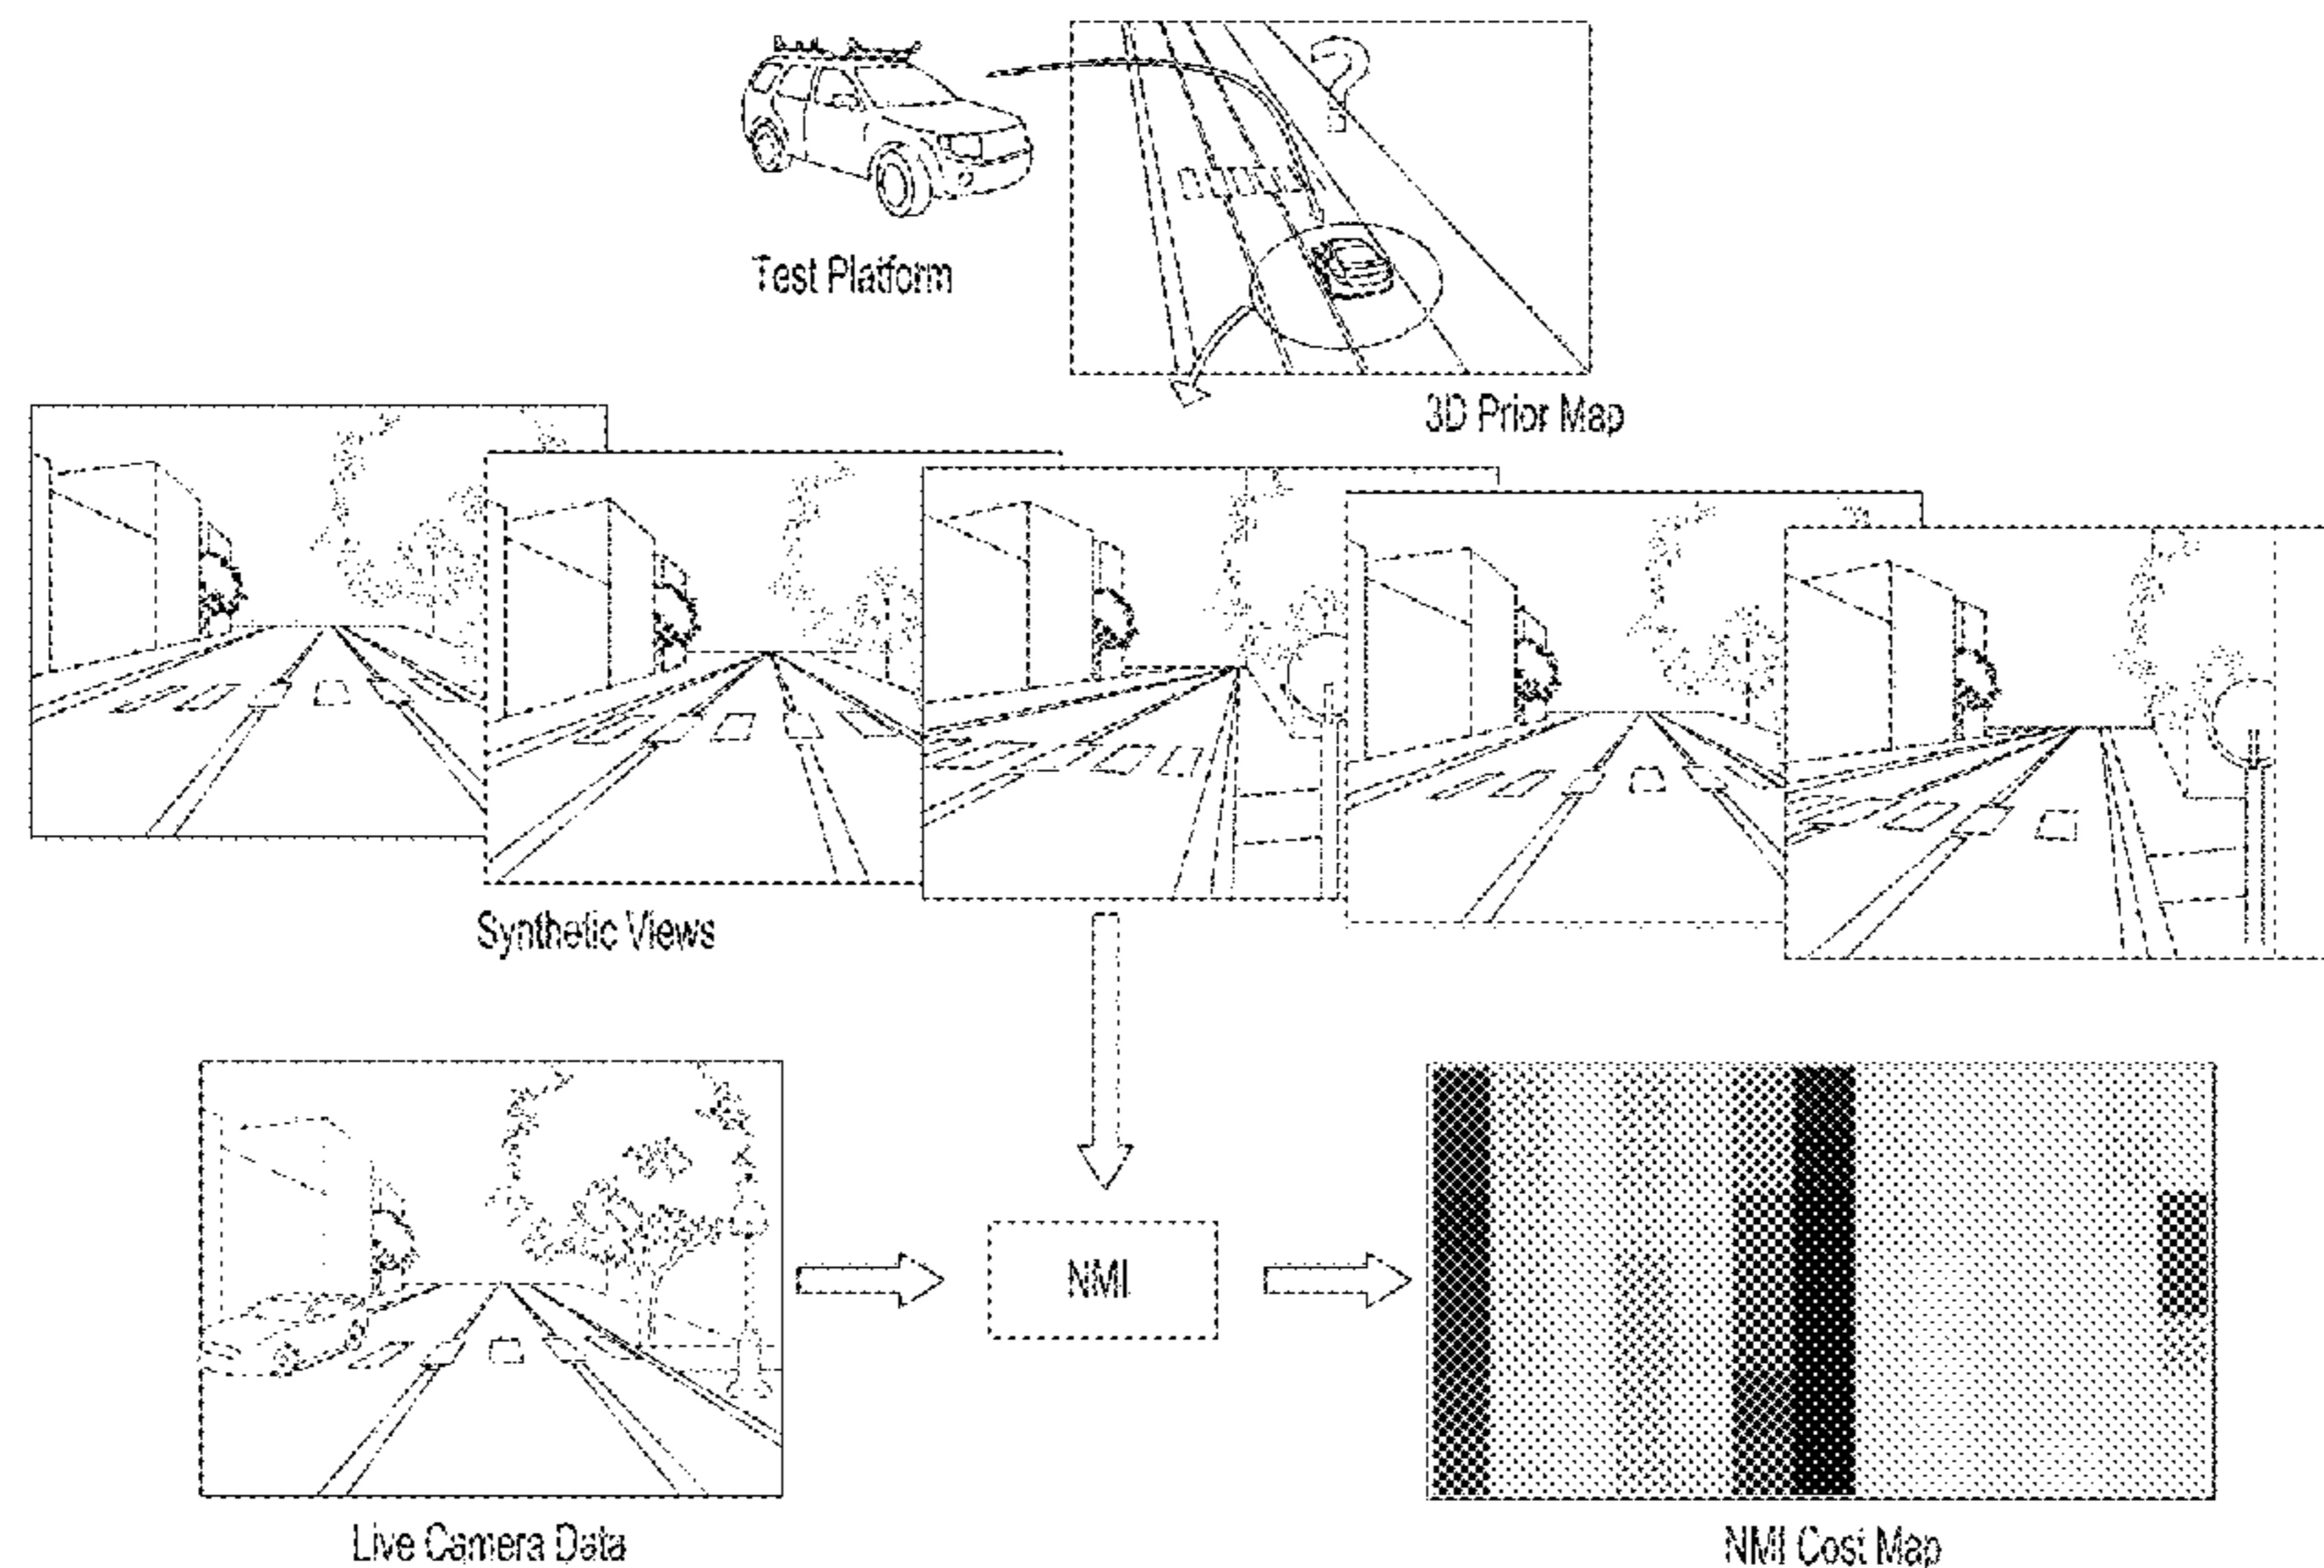 Test Platform
3D Prior Map
Synthetic Views
NMI
Live Camera Data
NMI Cost Map